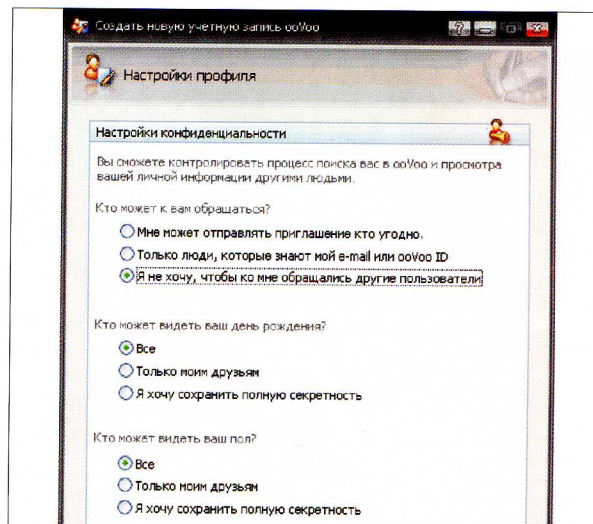 Создать новую учетную запись ooVoo
Настройки профиля
Настройки конфиденциальности
Вы сможете контролировать процесс поиска вас в ooVoo и просмотра
вашей личной информации другими людьми.
Кто может к вам обращаться?
Мне может отправлять приглашение кто угодно.
Только люди, которые знают мой e-mail или ooVoo ID
Я не хочу, чтобы ко мне обращались другие пользователи
Кто может видеть ваш день рождения?
Все
Только моим друзьям
Я хочу сохранить полную секретность
Кто может видеть ваш пол?
Все
Только моим друзьям
Я хочу сохранить полную секретность